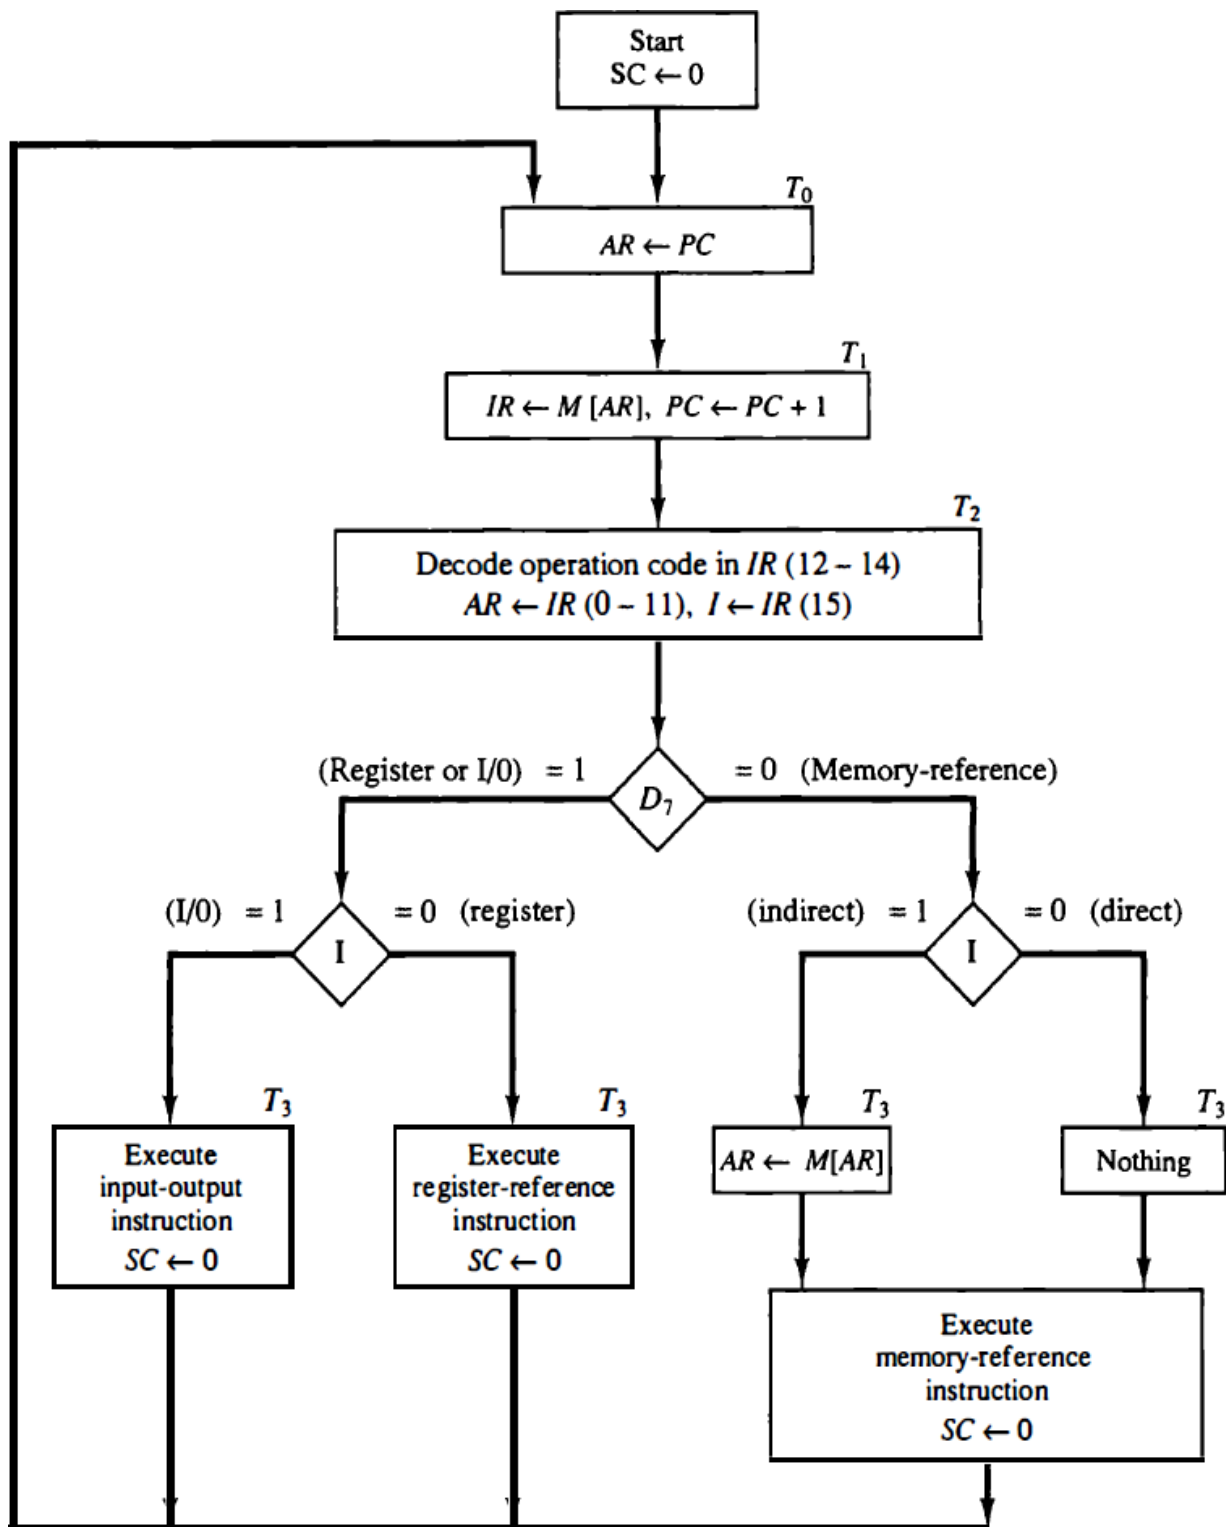 Start
SC ← 0
T₀
AR ← PC
T₁
IR ← M [AR], PC ← PC + 1
T₂
Decode operation code in IR (12 – 14)
AR ← IR (0 – 11), I ← IR (15)
(Register or I/0) = 1
D₇
= 0 (Memory-reference)
(I/0) = 1
I
= 0 (register)
(indirect) = 1
I
= 0 (direct)
T₃
Execute
input-output
instruction
SC ← 0
T₃
Execute
register-reference
instruction
SC ← 0
T₃
AR ← M[AR]
T₃
Nothing
Execute
memory-reference
instruction
SC ← 0